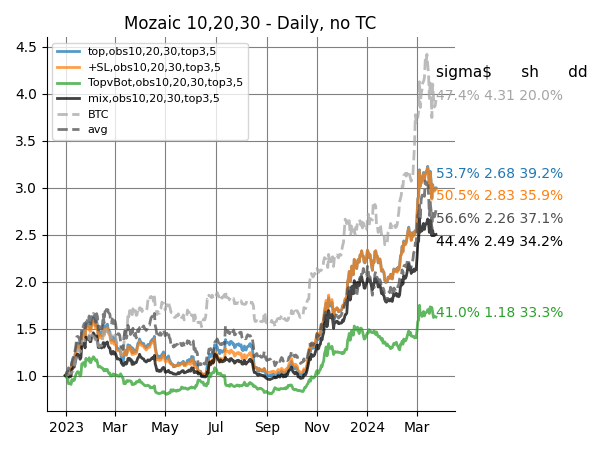 Mozaic 10,20,30 - Daily, no TC
top,obs10,20,30,top3,5
+SL,obs10,20,30,top3,5
TopvBot,obs10,20,30,top3,5
mix,obs10,20,30,top3,5
BTC
avg
sigma$ sh dd
47.4% 4.31 20.0%
53.7% 2.68 39.2%
50.5% 2.83 35.9%
56.6% 2.26 37.1%
44.4% 2.49 34.2%
41.0% 1.18 33.3%
4.5
4.0
3.5
3.0
2.5
2.0
1.5
1.0
2023 Mar May Jul Sep Nov 2024 Mar